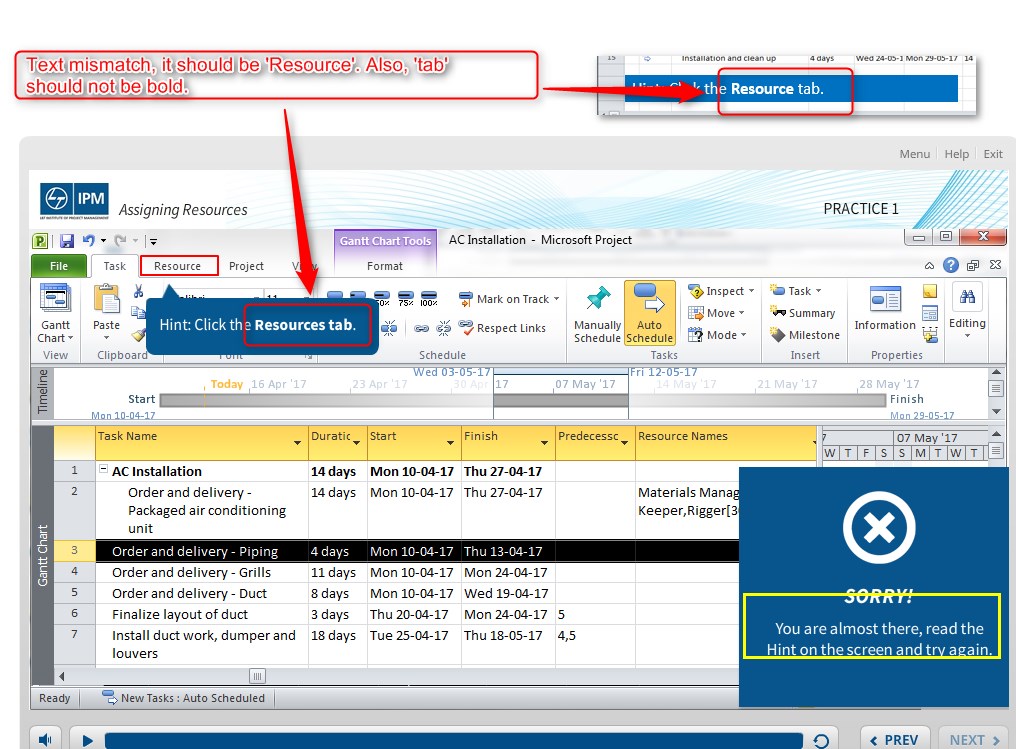 Text mismatch, it should be 'Resource'. Also, 'tab'
should not be bold.
15 Installation and clean up 4 days Wed 24-05-1 Mon 29-05-17 14
Hint: Click the Resource tab.
Menu Help Exit
IPM
L&T INSTITUTE OF PROJECT MANAGEMENT
Assigning Resources
PRACTICE 1
Gantt Chart Tools AC Installation - Microsoft Project
File Task Resource Project View Format
Gantt
Chart
Paste
Hint: Click the Resources tab.
Mark on Track
Respect Links
Manually
Schedule
Auto
Schedule
Inspect
Move
Mode
Task
Summary
Milestone
Information
Editing
View Clipboard Font Schedule Tasks Insert Properties
Timeline
Wed 03-05-17 Fri 12-05-17
Today 16 Apr '17 23 Apr '17 30 Apr '17 07 May '17 14 May '17 21 May '17 28 May '17
Start Finish
Mon 10-04-17 Mon 29-05-17
Gantt Chart
Task Name Duratic Start Finish Predecessc Resource Names
07 May '17
W T F S S M T W T
1 AC Installation 14 days Mon 10-04-17 Thu 27-04-17
2 Order and delivery - 14 days Mon 10-04-17 Thu 27-04-17 Materials Manag
Packaged air conditioning Keeper,Rigger[30
unit
3 Order and delivery - Piping 4 days Mon 10-04-17 Thu 13-04-17
4 Order and delivery - Grills 11 days Mon 10-04-17 Mon 24-04-17
5 Order and delivery - Duct 8 days Mon 10-04-17 Wed 19-04-17
6 Finalize layout of duct 3 days Thu 20-04-17 Mon 24-04-17 5
7 Install duct work, dumper and 18 days Tue 25-04-17 Thu 18-05-17 4,5
louvers
SORRY!
You are almost there, read the
Hint on the screen and try again.
Ready New Tasks : Auto Scheduled
PREV NEXT